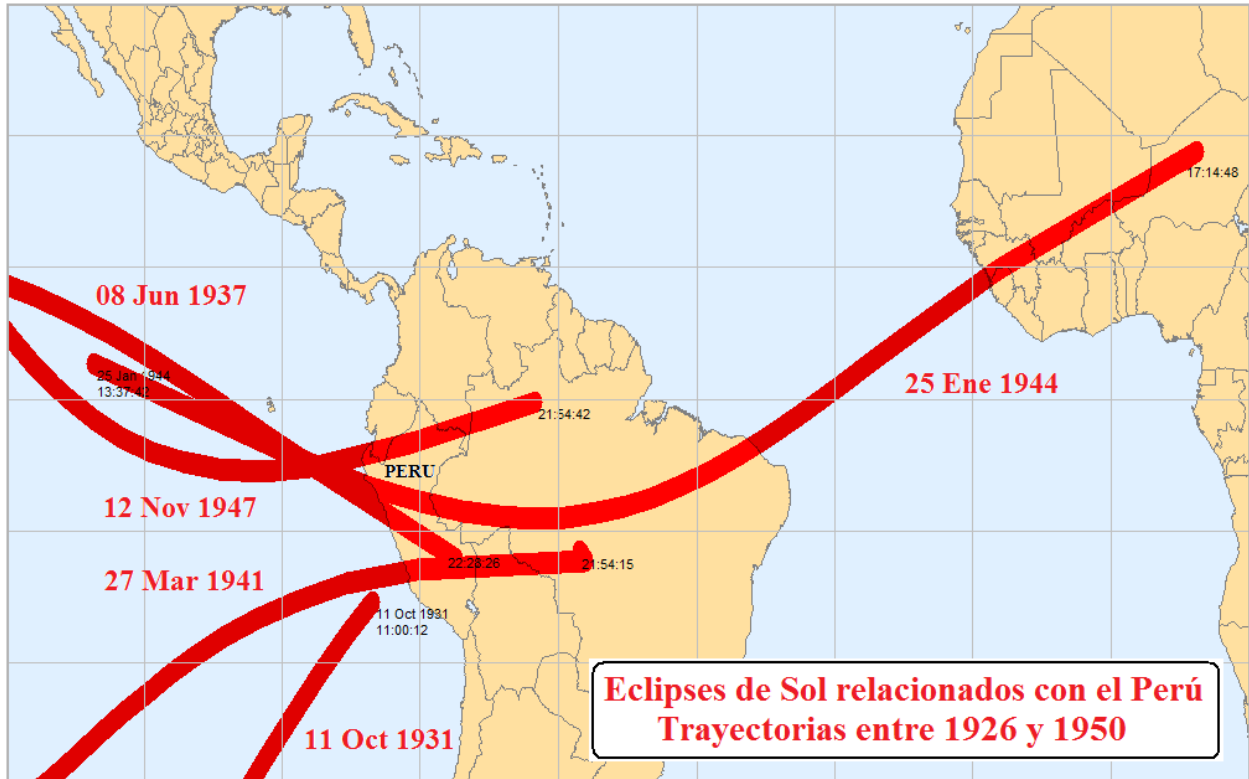 17:14:48
08 Jun 1937
25 Jan 1944
13:37:42
25 Ene 1944
21:54:42
PERU
12 Nov 1947
22:23:26
21:54:15
27 Mar 1941
11 Oct 1931
11:00:12
Eclipses de Sol relacionados con el Perú
Trayectorias entre 1926 y 1950
11 Oct 1931